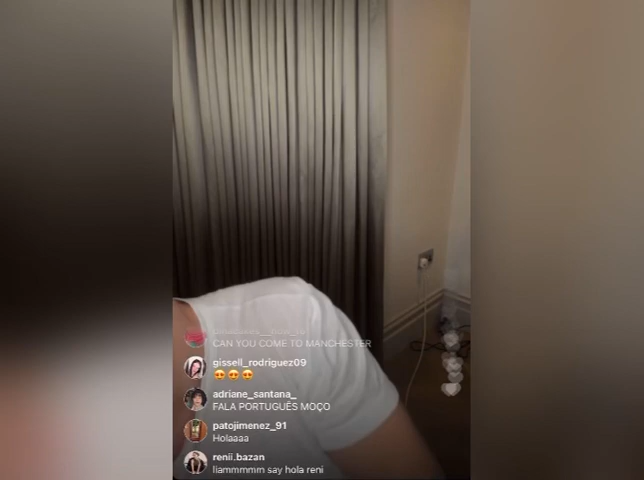 CAN YOU COME TO MANCHESTER
gissell_rodriguez09
😍😍😍
adriane_santana_
FALA PORTUGUÊS MOÇO
patojimenez_91
Holaaaa
renii.bazan
liammmmm say hola reni